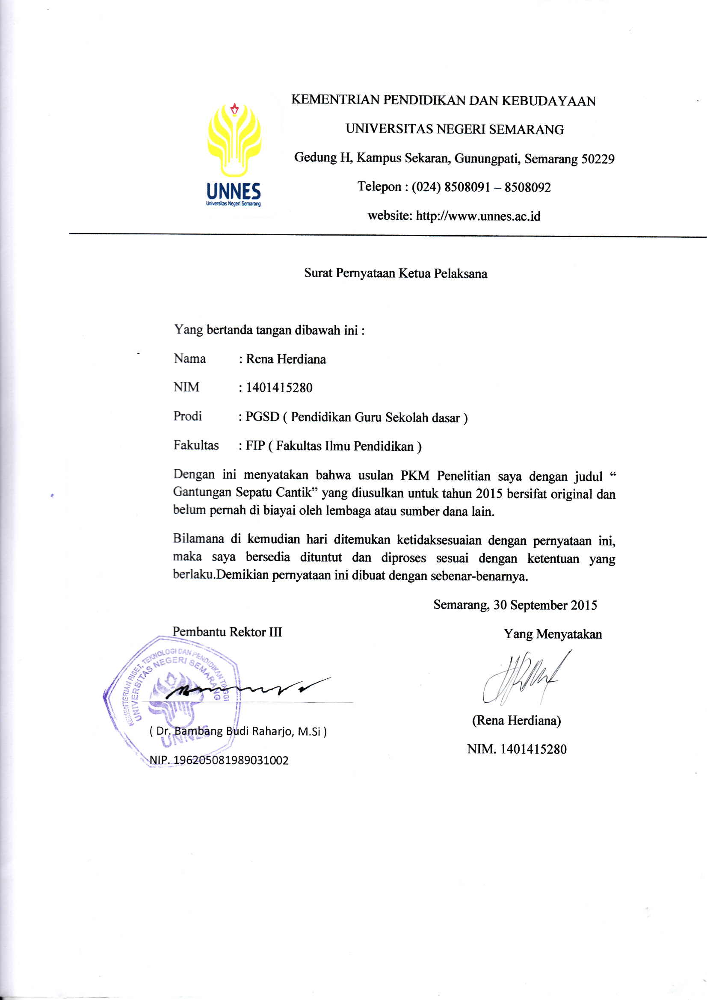 KEMENTRIAN PENDIDIKAN DAN KEBUDAYAAN
UNIVERSITAS NEGERI SEMARANG
Gedung H, Kampus Sekaran, Gunungpati, Semarang 50229
Telepon : (024) 8508091 – 8508092
website: http://www.unnes.ac.id
UNNES
Universitas Negeri Semarang
Surat Pernyataan Ketua Pelaksana
Yang bertanda tangan dibawah ini :
Nama : Rena Herdiana
NIM : 1401415280
Prodi : PGSD ( Pendidikan Guru Sekolah dasar )
Fakultas : FIP ( Fakultas Ilmu Pendidikan )
Dengan ini menyatakan bahwa usulan PKM Penelitian saya dengan judul “
Gantungan Sepatu Cantik” yang diusulkan untuk tahun 2015 bersifat original dan
belum pernah di biayai oleh lembaga atau sumber dana lain.
Bilamana di kemudian hari ditemukan ketidaksesuaian dengan pernyataan ini,
maka saya bersedia dituntut dan diproses sesuai dengan ketentuan yang
berlaku.Demikian pernyataan ini dibuat dengan sebenar-benarnya.
Semarang, 30 September 2015
Pembantu Rektor III
Yang Menyatakan
KEMENTERIAN RISET, TEKNOLOGI DAN PENDIDIKAN TINGGI
UNIVERSITAS NEGERI SEMARANG
UNNES
( Dr. Bambang Budi Raharjo, M.Si )
NIP. 196205081989031002
(Rena Herdiana)
NIM. 1401415280